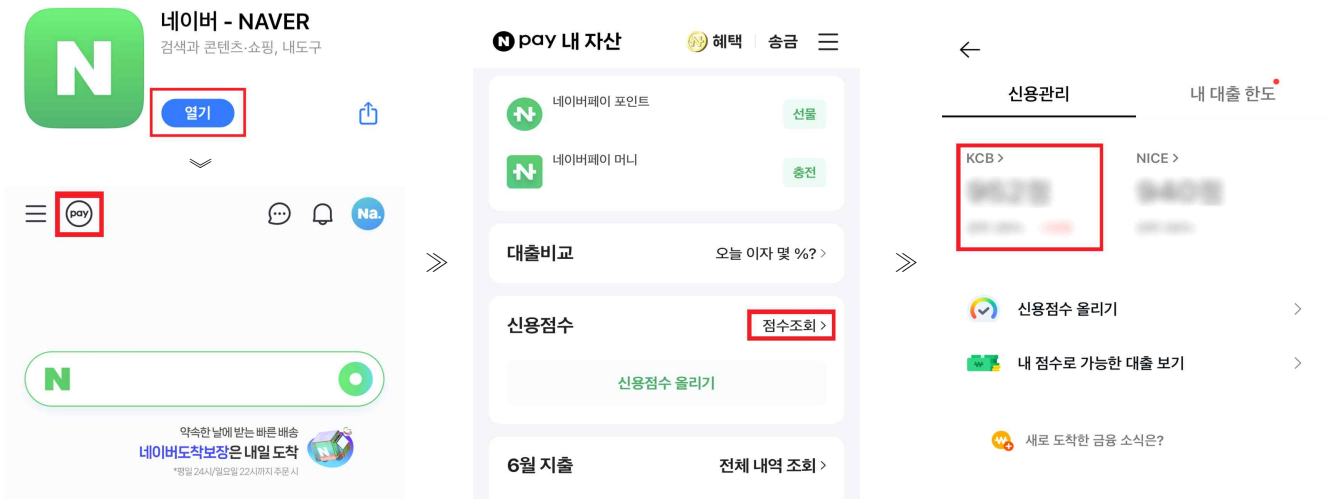 네이버 - NAVER
검색과 콘텐츠·쇼핑, 내도구
열기
pay
Na.
N
약속한 날에 받는 빠른 배송
네이버도착보장은 내일 도착
*평일 24시/일요일 22시까지 주문 시
N pay 내 자산
혜택
송금
네이버페이 포인트
선물
네이버페이 머니
충전
대출비교
오늘 이자 몇 %? >
신용점수
점수조회 >
신용점수 올리기
6월 지출
전체 내역 조회 >
신용관리
내 대출 한도
KCB >
NICE >
신용점수 올리기
내 점수로 가능한 대출 보기
새로 도착한 금융 소식은?